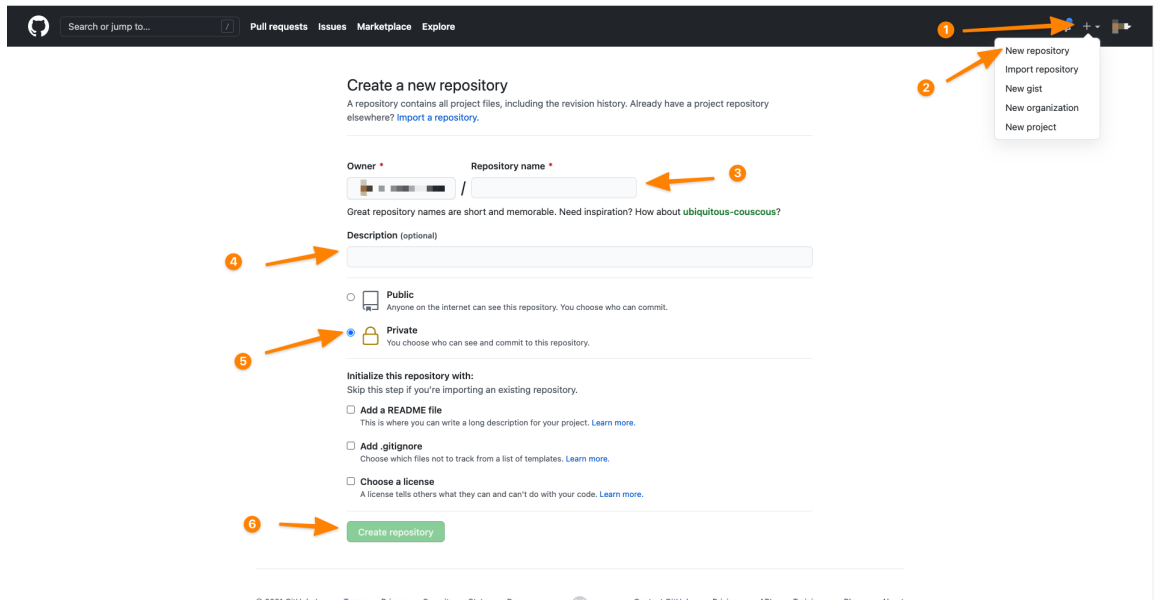 Search or jump to...
/
Pull requests Issues Marketplace Explore
1
New repository
2
Import repository
New gist
New organization
New project
Create a new repository
A repository contains all project files, including the revision history. Already have a project repository
elsewhere? Import a repository.
Owner * Repository name *
3
/
Great repository names are short and memorable. Need inspiration? How about ubiquitous-couscous?
Description (optional)
4
Public
Anyone on the internet can see this repository. You choose who can commit.
Private
You choose who can see and commit to this repository.
5
Initialize this repository with:
Skip this step if you're importing an existing repository.
Add a README file
This is where you can write a long description for your project. Learn more.
Add .gitignore
Choose which files not to track from a list of templates. Learn more.
Choose a license
A license tells others what they can and can't do with your code. Learn more.
6
Create repository